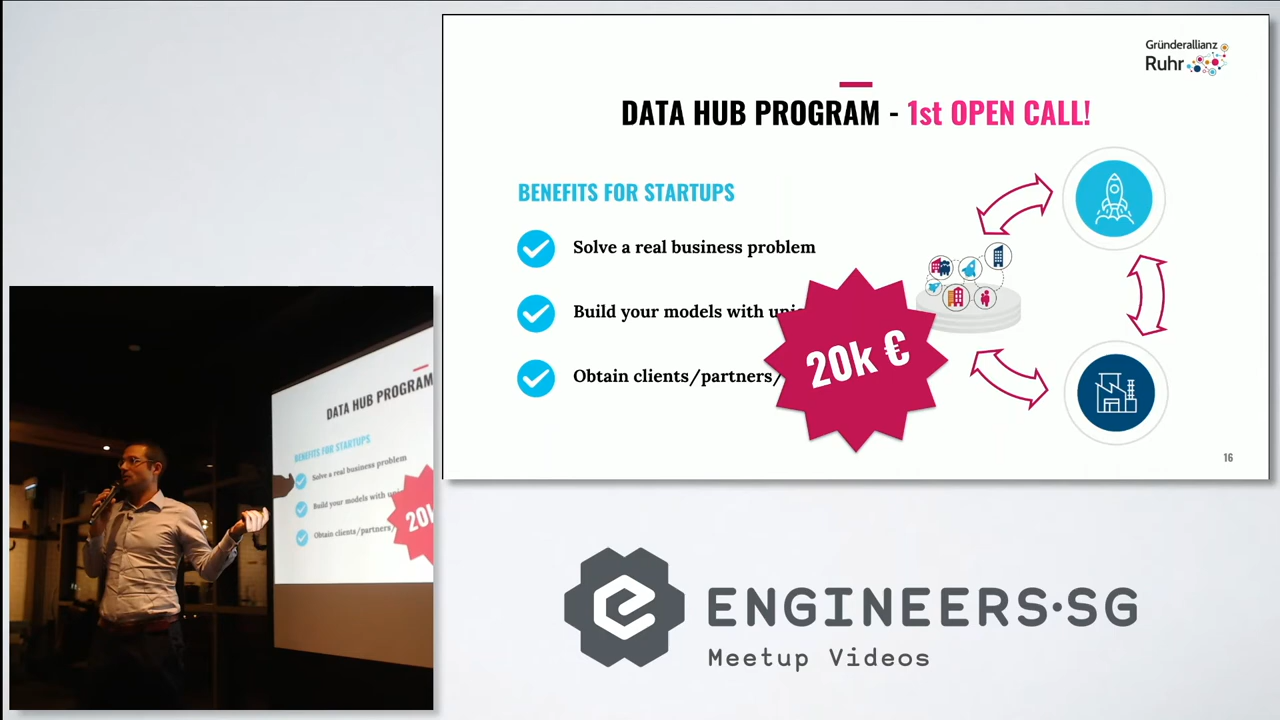 Gründerallianz
Ruhr
DATA HUB PROGRAM - 1st OPEN CALL!
BENEFITS FOR STARTUPS
Solve a real business problem
Build your models with
Obtain clients/partners/
20k €
16
DATA HUB PROGRAM
BENEFITS FOR STARTUPS
Solve a real business problem
Build your models with
Obtain clients/partners/
20k
ENGINEERS·SG
Meetup Videos